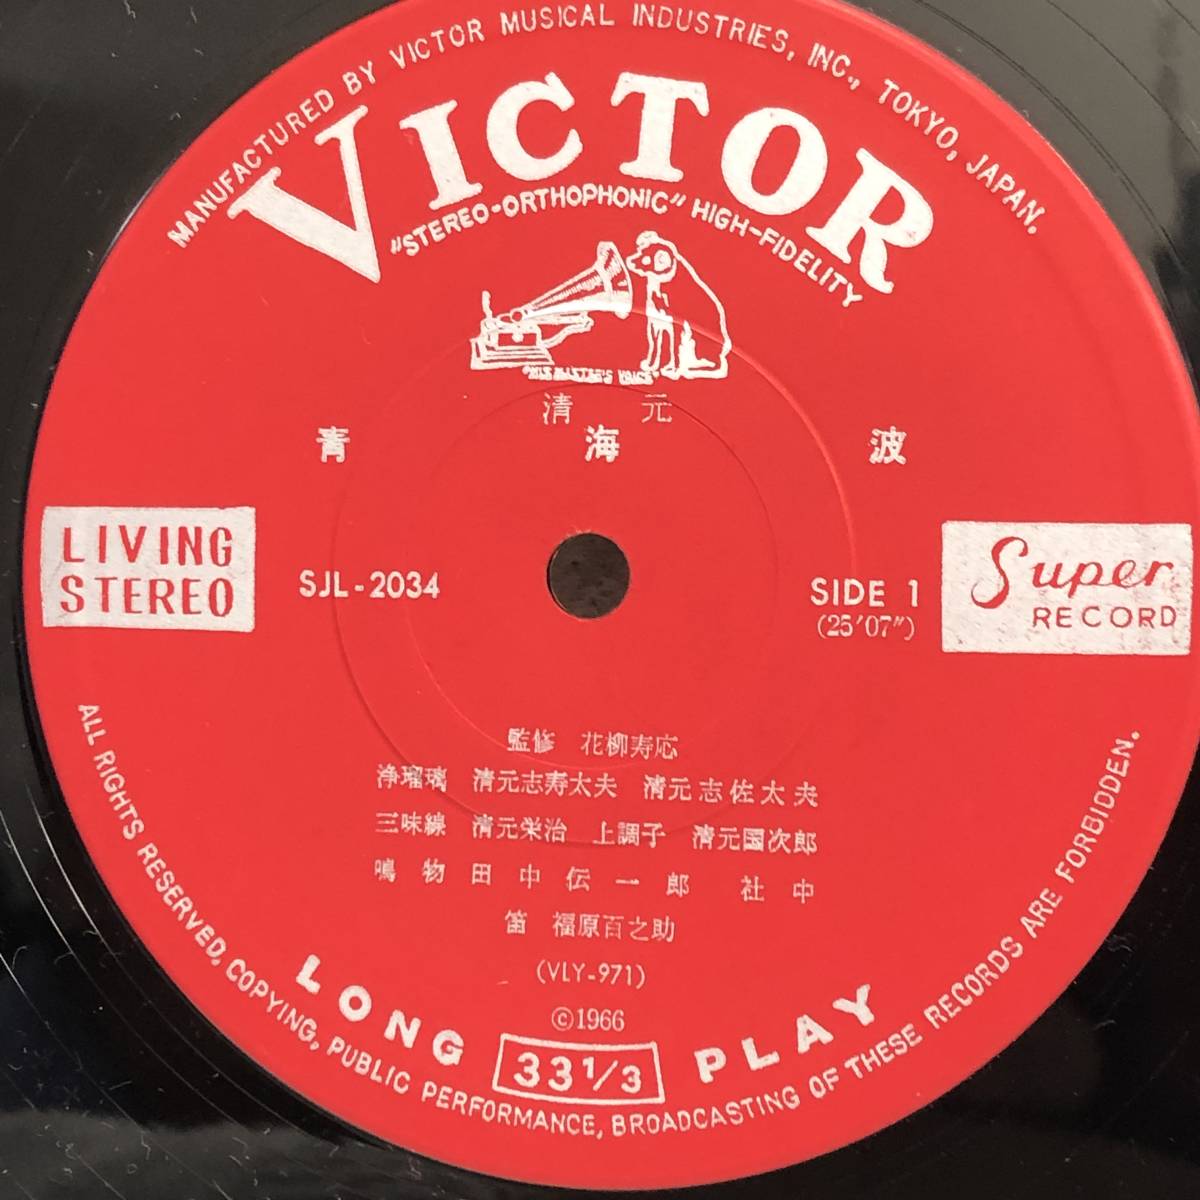 MANUFACTURED BY VICTOR MUSICAL INDUSTRIES, INC., TOKYO, JAPAN.
VICTOR
"STEREO-ORTHOPHONIC" HIGH-FIDELITY
"HIS MASTER'S VOICE"
清元
青海波
LIVING
STEREO
SJL-2034
SIDE 1
(25'07")
Super
RECORD
監修 花柳寿応
浄瑠璃 清元志寿太夫 清元志佐太夫
三味線 清元栄治 上調子 清元国次郎
鳴物 田中伝一郎 社中
笛 福原百之助
(VLY-971)
©1966
LONG 33 1/3 PLAY
ALL RIGHTS RESERVED, COPYING, PUBLIC PERFORMANCE, BROADCASTING OF THESE RECORDS ARE FORBIDDEN.